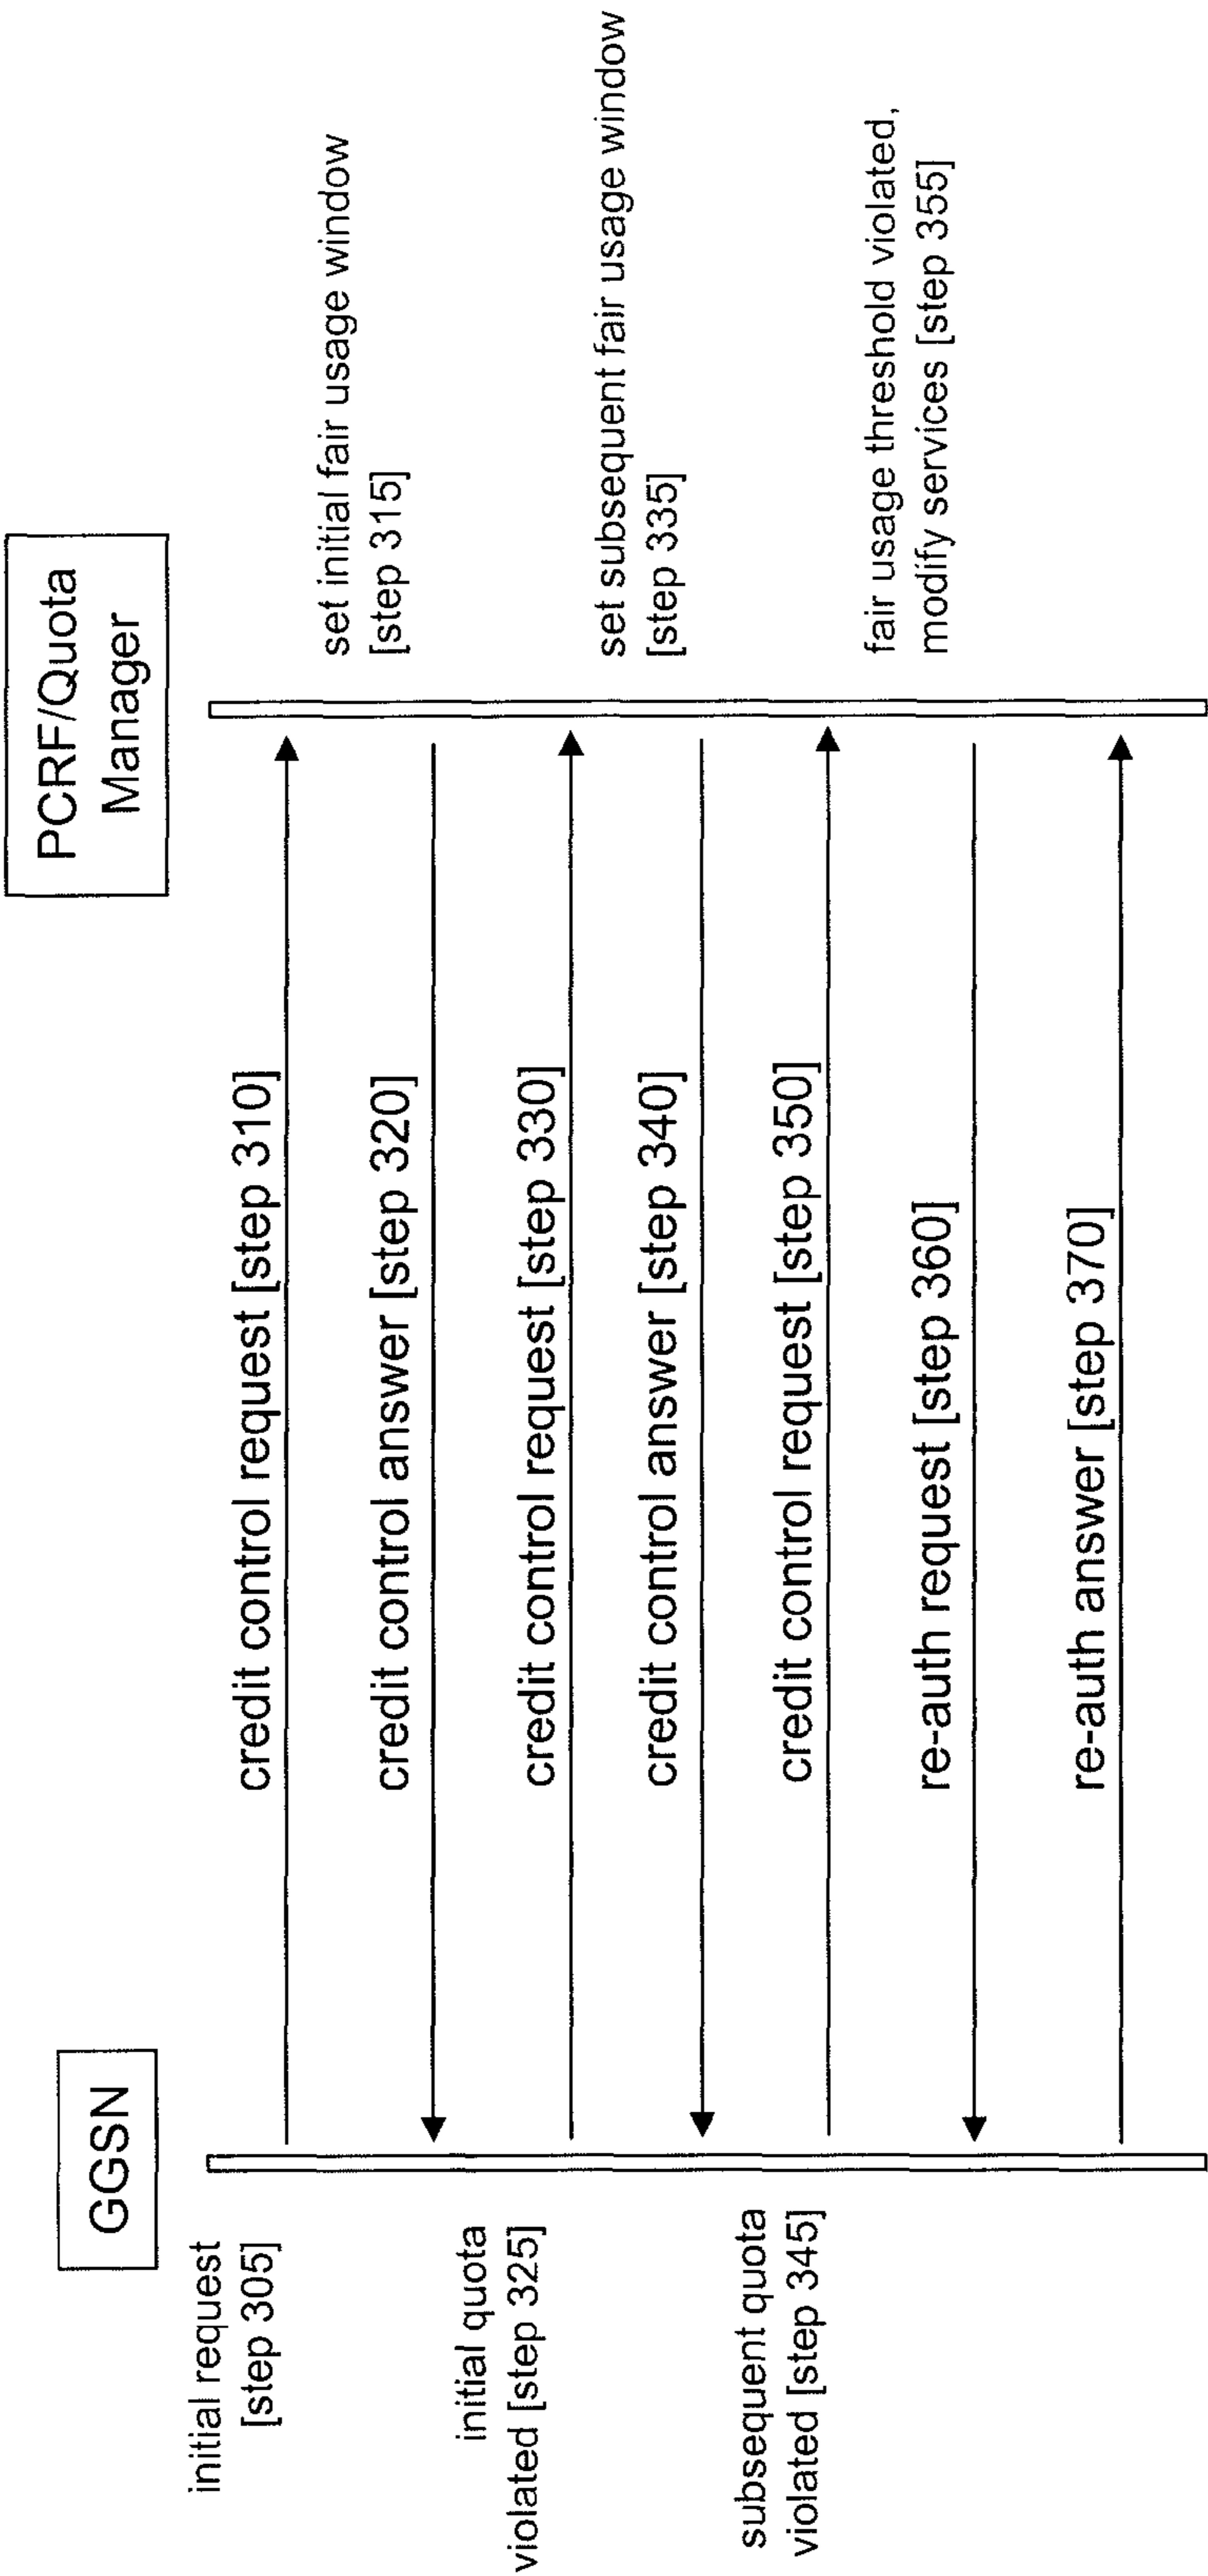 GGSN
PCRF/Quota
Manager
initial request
[step 305]
credit control request [step 310]
set initial fair usage window
[step 315]
credit control answer [step 320]
initial quota
violated [step 325]
credit control request [step 330]
set subsequent fair usage window
[step 335]
credit control answer [step 340]
subsequent quota
violated [step 345]
credit control request [step 350]
fair usage threshold violated,
modify services [step 355]
re-auth request [step 360]
re-auth answer [step 370]